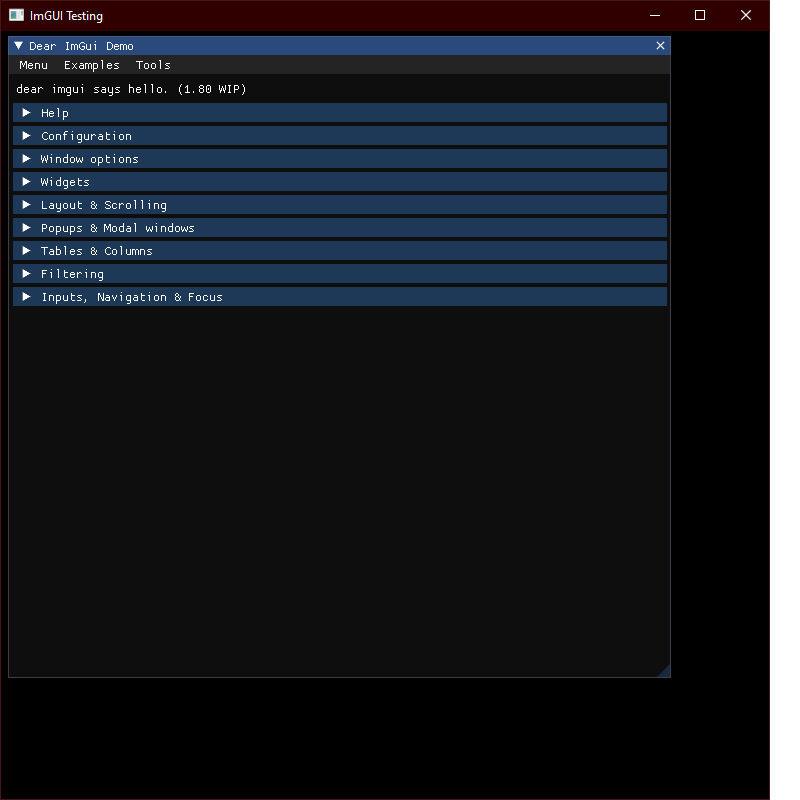 ImGUI Testing
Dear ImGui Demo
Menu Examples Tools
dear imgui says hello. (1.80 WIP)
Help
Configuration
Window options
Widgets
Layout & Scrolling
Popups & Modal windows
Tables & Columns
Filtering
Inputs, Navigation & Focus